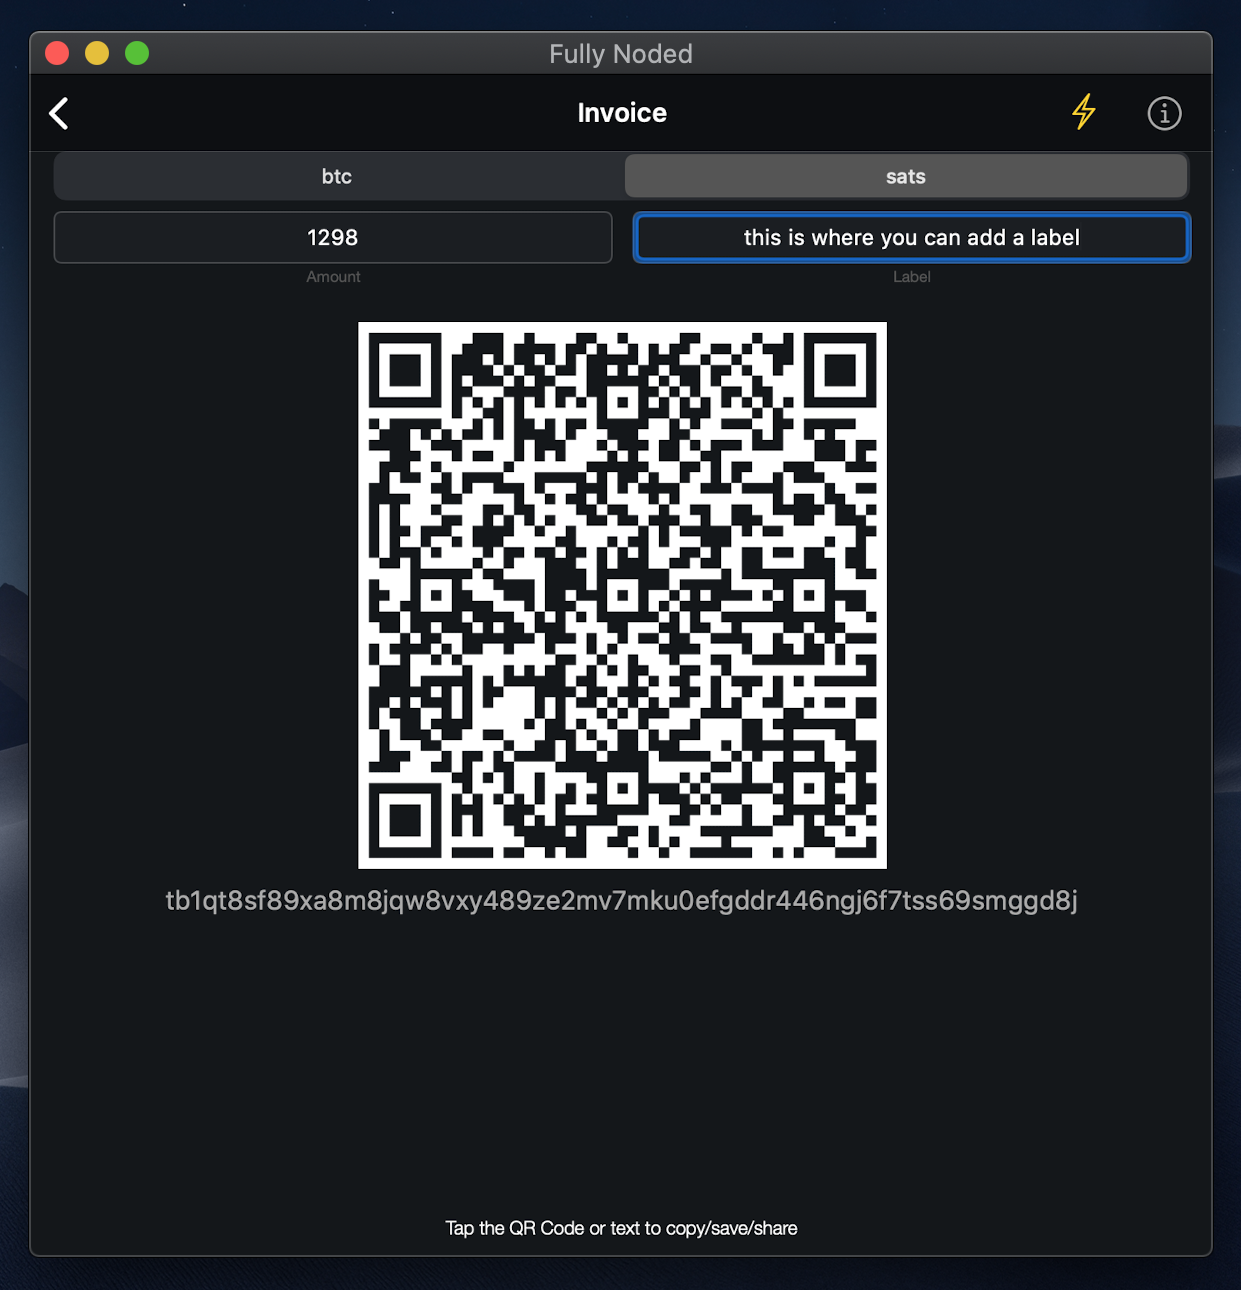 Fully Noded
Invoice
btc
sats
1298
this is where you can add a label
Amount
Label
tb1qt8sf89xa8m8jqw8vxy489ze2mv7mku0efgddr446ngj6f7tss69smggd8j
Tap the QR Code or text to copy/save/share